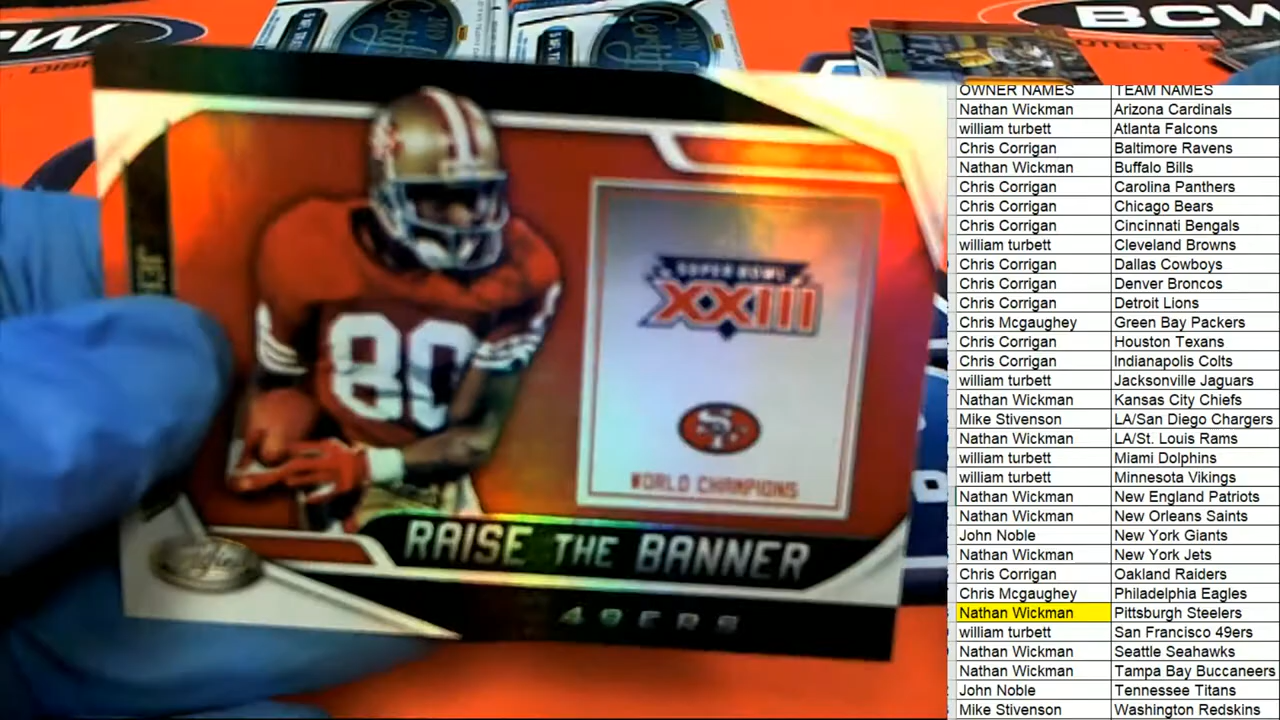 BCW
SUPER BOWL
XXIII
80
SF
WORLD CHAMPIONS
RAISE THE BANNER
49ERS
OWNER NAMES TEAM NAMES
Nathan Wickman Arizona Cardinals
william turbett Atlanta Falcons
Chris Corrigan Baltimore Ravens
Nathan Wickman Buffalo Bills
Chris Corrigan Carolina Panthers
Chris Corrigan Chicago Bears
Chris Corrigan Cincinnati Bengals
william turbett Cleveland Browns
Chris Corrigan Dallas Cowboys
Chris Corrigan Denver Broncos
Chris Corrigan Detroit Lions
Chris Mcgaughey Green Bay Packers
Chris Corrigan Houston Texans
Chris Corrigan Indianapolis Colts
william turbett Jacksonville Jaguars
Nathan Wickman Kansas City Chiefs
Mike Stivenson LA/San Diego Chargers
Nathan Wickman LA/St. Louis Rams
william turbett Miami Dolphins
william turbett Minnesota Vikings
Nathan Wickman New England Patriots
Nathan Wickman New Orleans Saints
John Noble New York Giants
Nathan Wickman New York Jets
Chris Corrigan Oakland Raiders
Chris Mcgaughey Philadelphia Eagles
Nathan Wickman Pittsburgh Steelers
william turbett San Francisco 49ers
Nathan Wickman Seattle Seahawks
Nathan Wickman Tampa Bay Buccaneers
John Noble Tennessee Titans
Mike Stivenson Washington Redskins